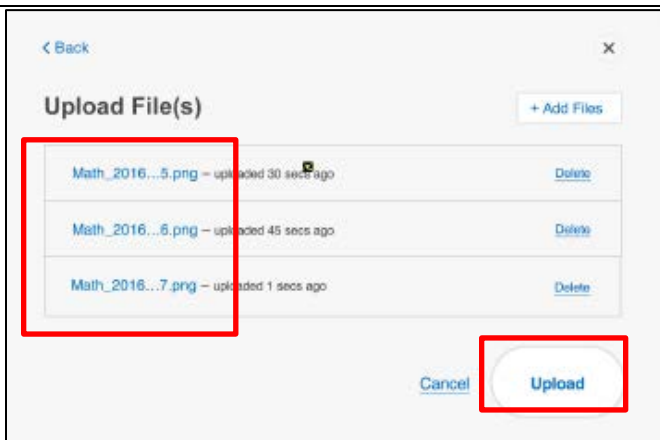 < Back
×
Upload File(s)
+ Add Files
Math_2016...5.png – uploaded 30 secs ago
Delete
Math_2016...6.png – uploaded 45 secs ago
Delete
Math_2016...7.png – uploaded 1 secs ago
Delete
Cancel
Upload